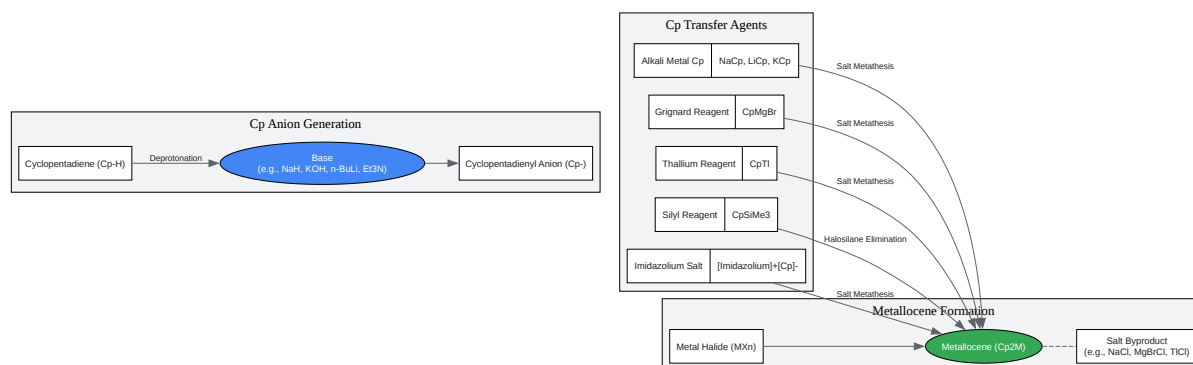 Cp Anion Generation
Cyclopentadiene (Cp-H)
Deprotonation
Base
(e.g., NaH, KOH, n-BuLi, Et3N)
Cyclopentadienyl Anion (Cp-)
Cp Transfer Agents
Alkali Metal Cp
NaCp, LiCp, KCp
Salt Metathesis
Grignard Reagent
CpMgBr
Salt Metathesis
Thallium Reagent
CpTl
Salt Metathesis
Silyl Reagent
CpSiMe3
Halosilane Elimination
Imidazolium Salt
[Imidazolium]+[Cp]-
Salt Metathesis
Metallocene Formation
Metal Halide (MXn)
Metallocene (Cp2M)
Salt Byproduct
(e.g., NaCl, MgBrCl, TlCl)